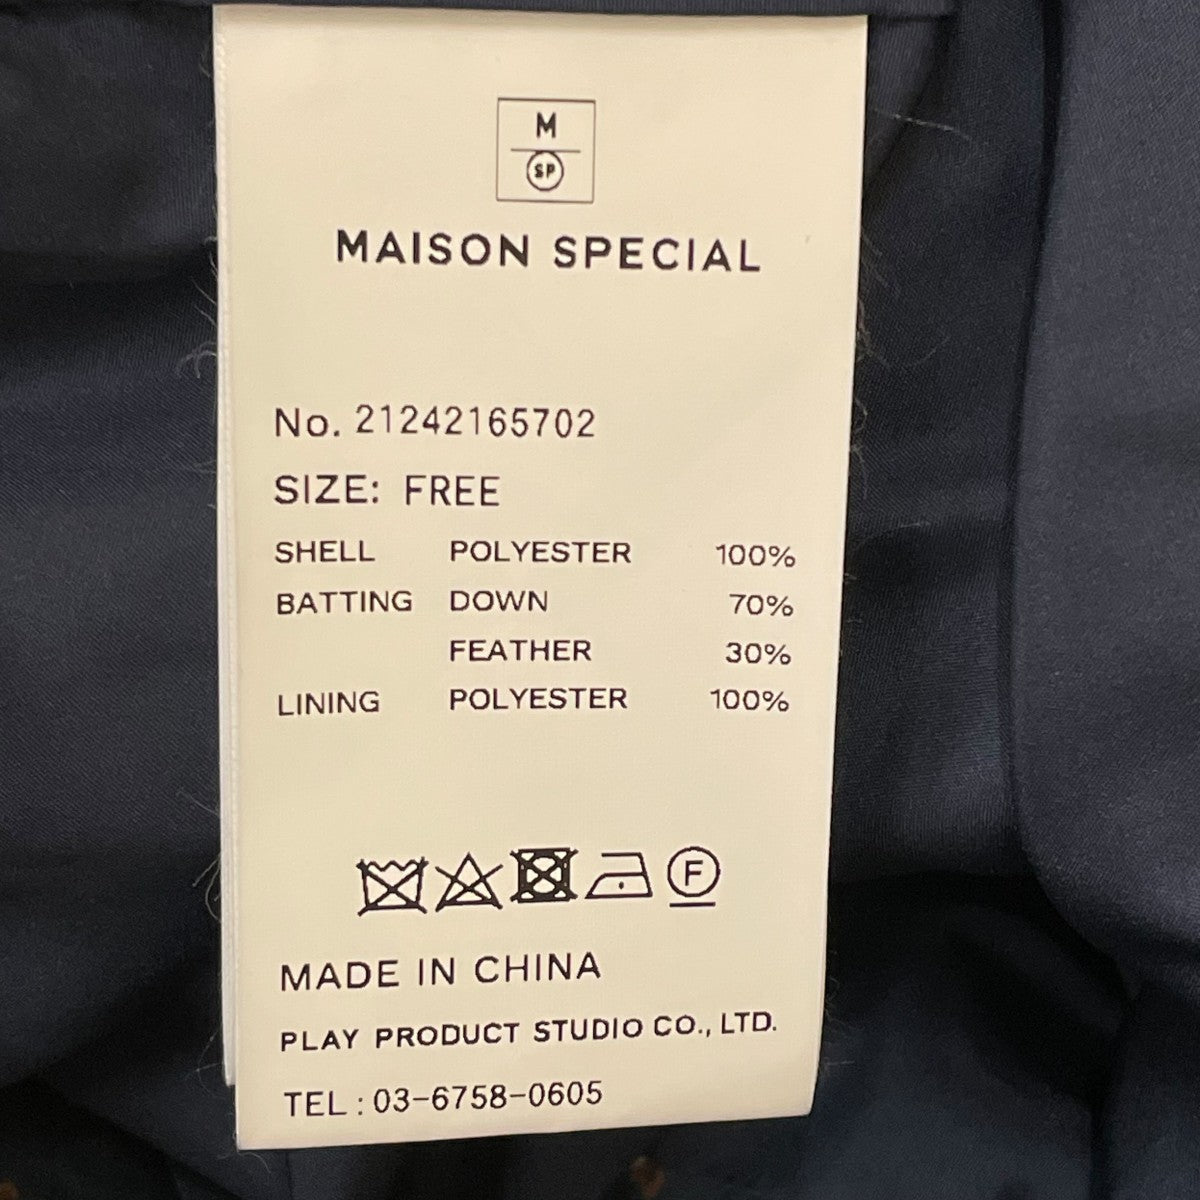 M
SP
MAISON SPECIAL
No. 21242165702
SIZE: FREE
SHELL POLYESTER 100%
BATTING DOWN 70%
FEATHER 30%
LINING POLYESTER 100%
F
MADE IN CHINA
PLAY PRODUCT STUDIO CO., LTD.
TEL : 03-6758-0605